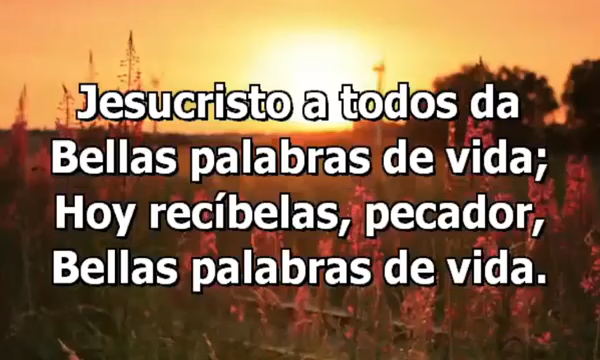 Jesucristo a todos da
Bellas palabras de vida;
Hoy recíbelas, pecador,
Bellas palabras de vida.